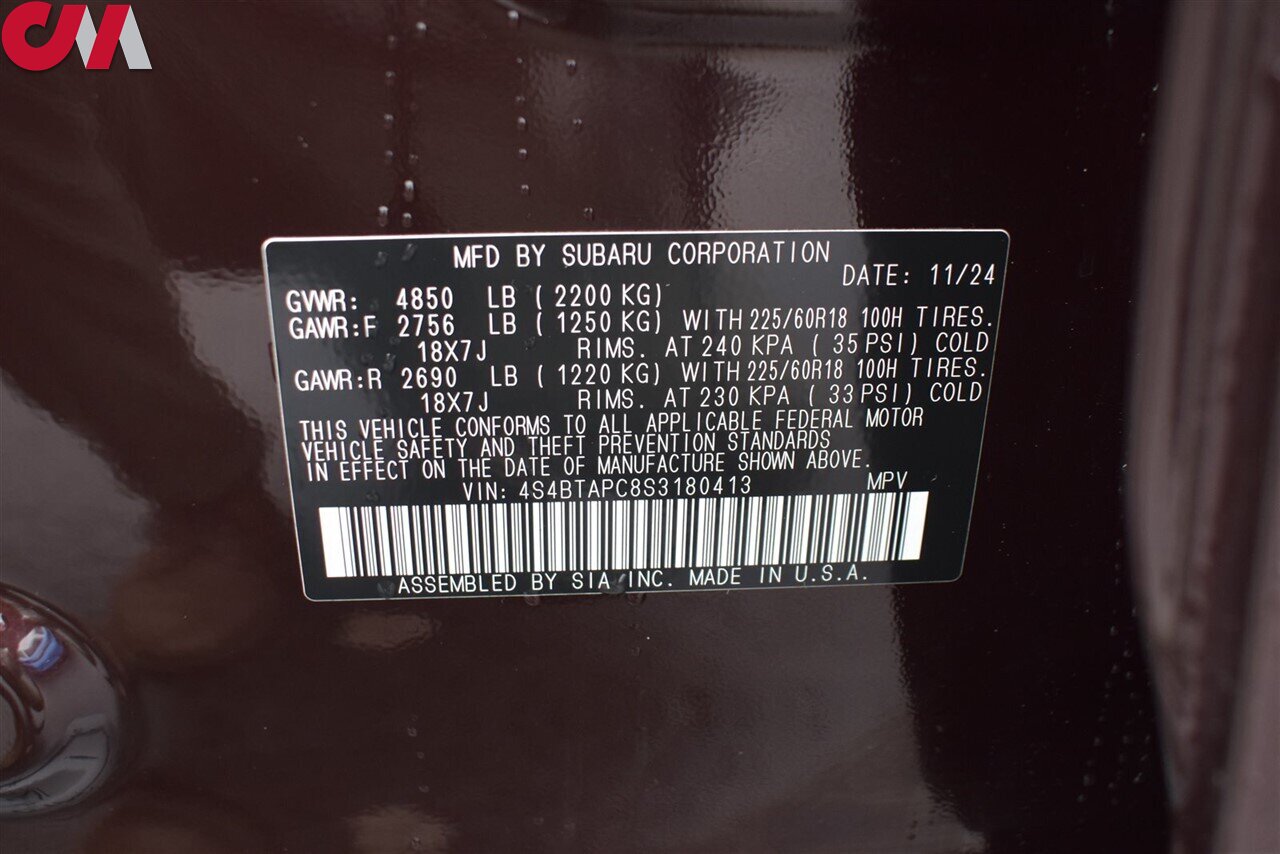 CM
MFD BY SUBARU CORPORATION
DATE: 11/24
GVWR: 4850 LB ( 2200 KG)
GAWR:F 2756 LB ( 1250 KG) WITH 225/60R18 100H TIRES.
18X7J RIMS. AT 240 KPA ( 35 PSI) COLD
GAWR:R 2690 LB ( 1220 KG) WITH 225/60R18 100H TIRES.
18X7J RIMS. AT 230 KPA ( 33 PSI) COLD
THIS VEHICLE CONFORMS TO ALL APPLICABLE FEDERAL MOTOR
VEHICLE SAFETY AND THEFT PREVENTION STANDARDS
IN EFFECT ON THE DATE OF MANUFACTURE SHOWN ABOVE.
VIN: 4S4BTAPC8S3180413 MPV
ASSEMBLED BY SIA, INC. MADE IN U.S.A.